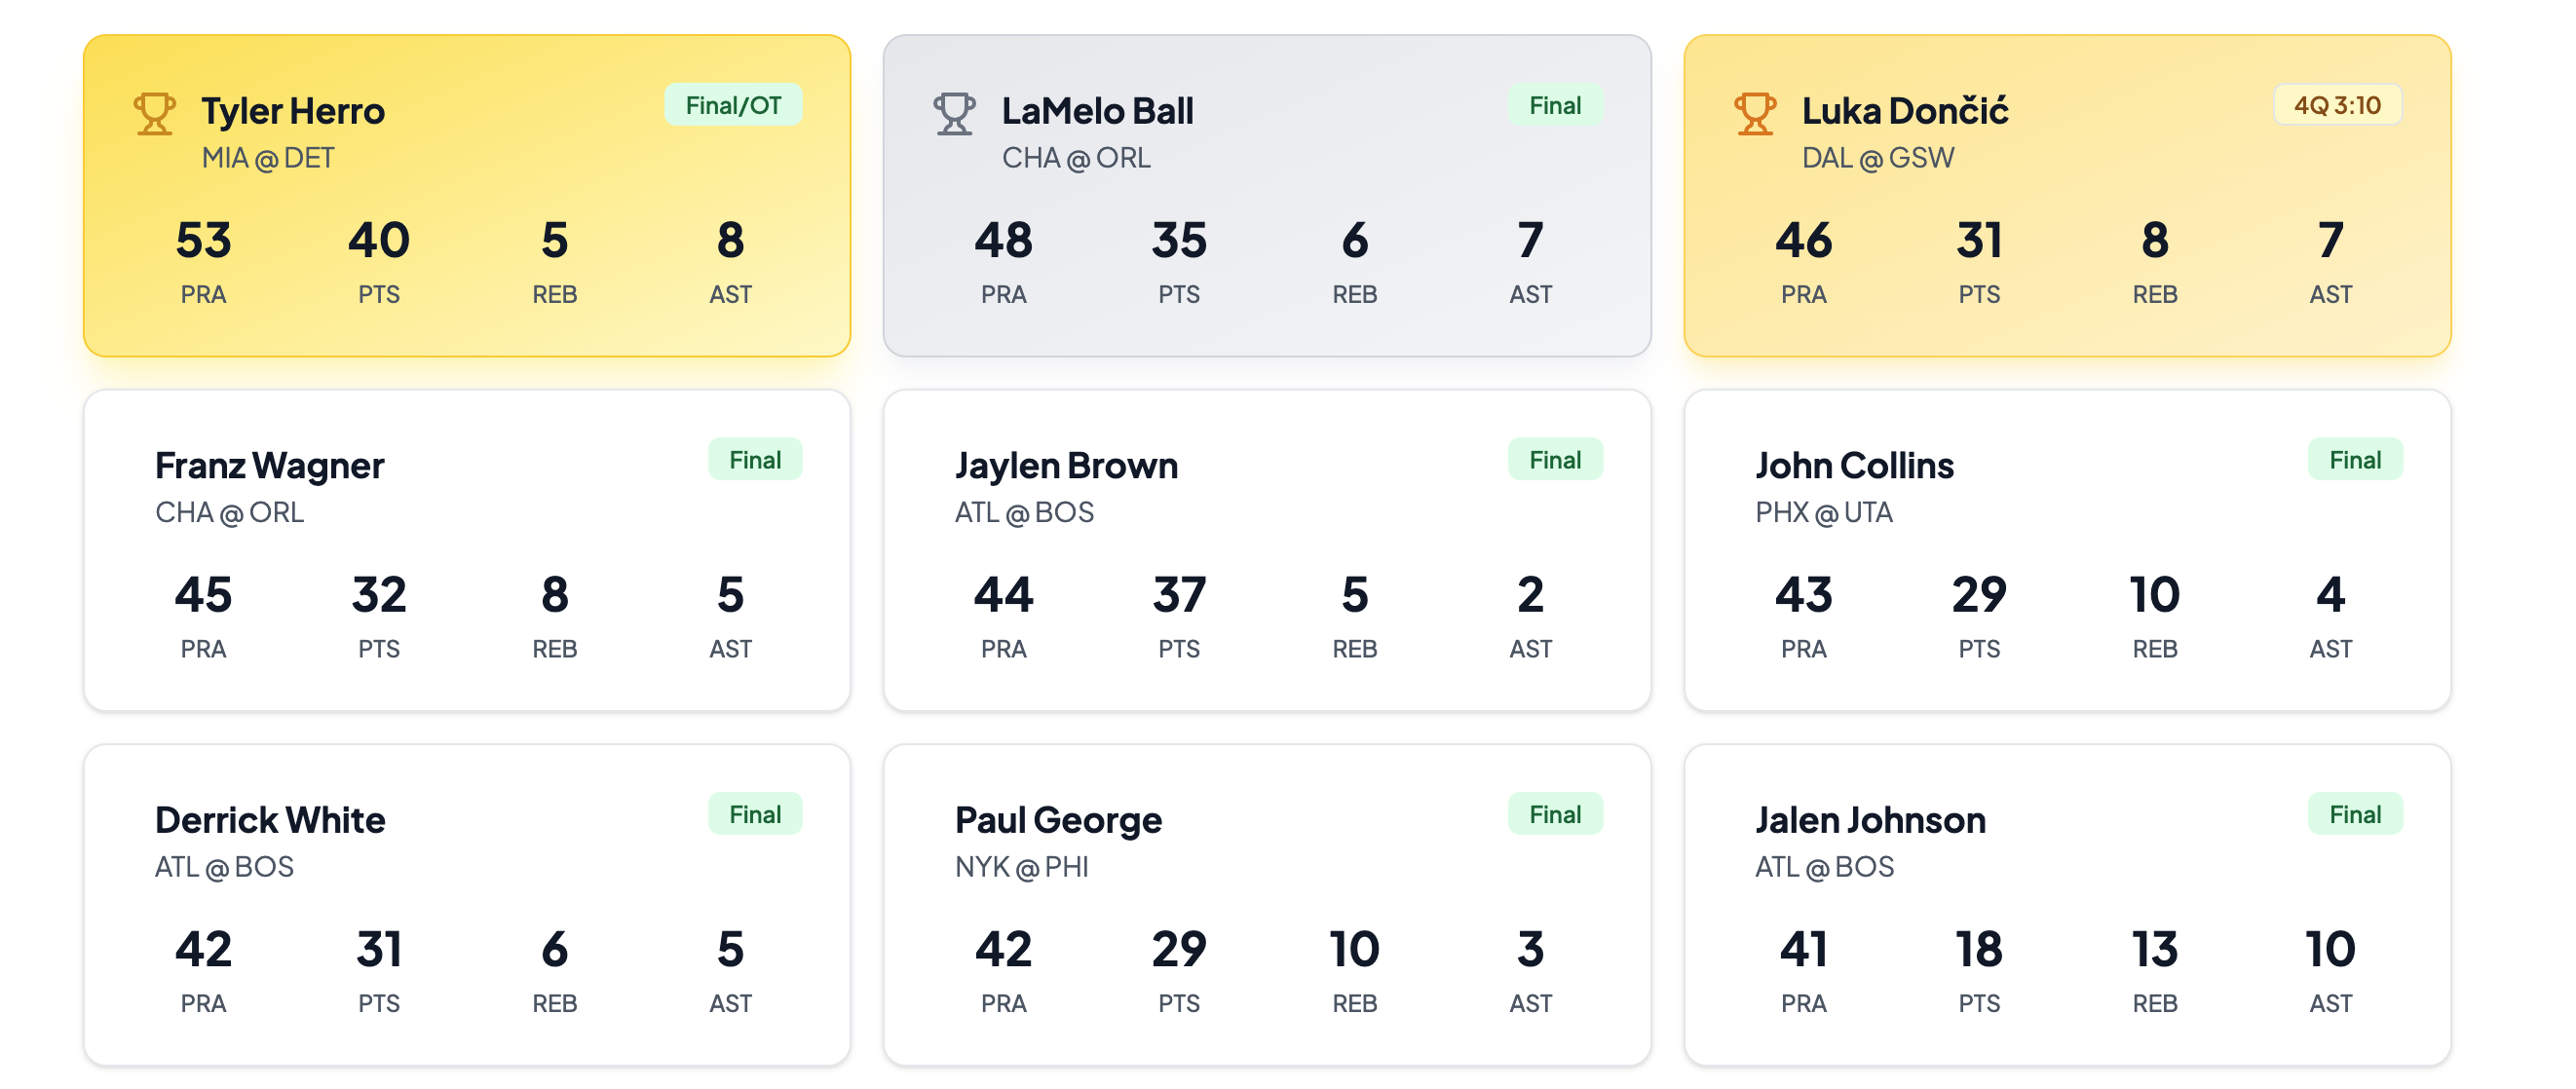 Tyler Herro Final/OT
MIA @ DET
53 40 5 8
PRA PTS REB AST
LaMelo Ball Final
CHA @ ORL
48 35 6 7
PRA PTS REB AST
Luka Dončić 4Q 3:10
DAL @ GSW
46 31 8 7
PRA PTS REB AST
Franz Wagner Final
CHA @ ORL
45 32 8 5
PRA PTS REB AST
Jaylen Brown Final
ATL @ BOS
44 37 5 2
PRA PTS REB AST
John Collins Final
PHX @ UTA
43 29 10 4
PRA PTS REB AST
Derrick White Final
ATL @ BOS
42 31 6 5
PRA PTS REB AST
Paul George Final
NYK @ PHI
42 29 10 3
PRA PTS REB AST
Jalen Johnson Final
ATL @ BOS
41 18 13 10
PRA PTS REB AST